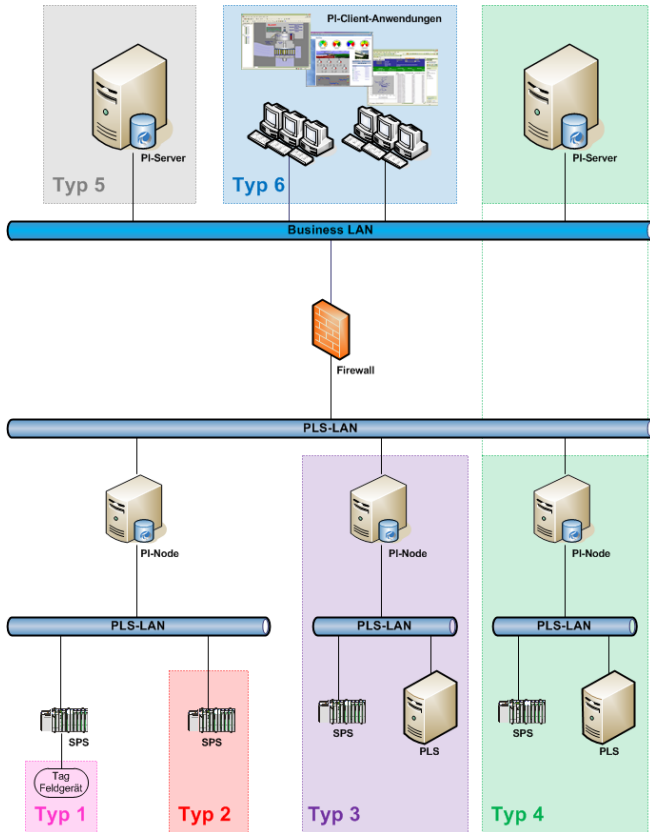 PI-Client-Anwendungen
PI-Server
PI-Server
Typ 5
Typ 6
Business LAN
Firewall
PLS-LAN
PI-Node
PI-Node
PI-Node
PLS-LAN
PLS-LAN
PLS-LAN
SPS
SPS
SPS
PLS
SPS
PLS
Tag
Feldgerät
Typ 1
Typ 2
Typ 3
Typ 4